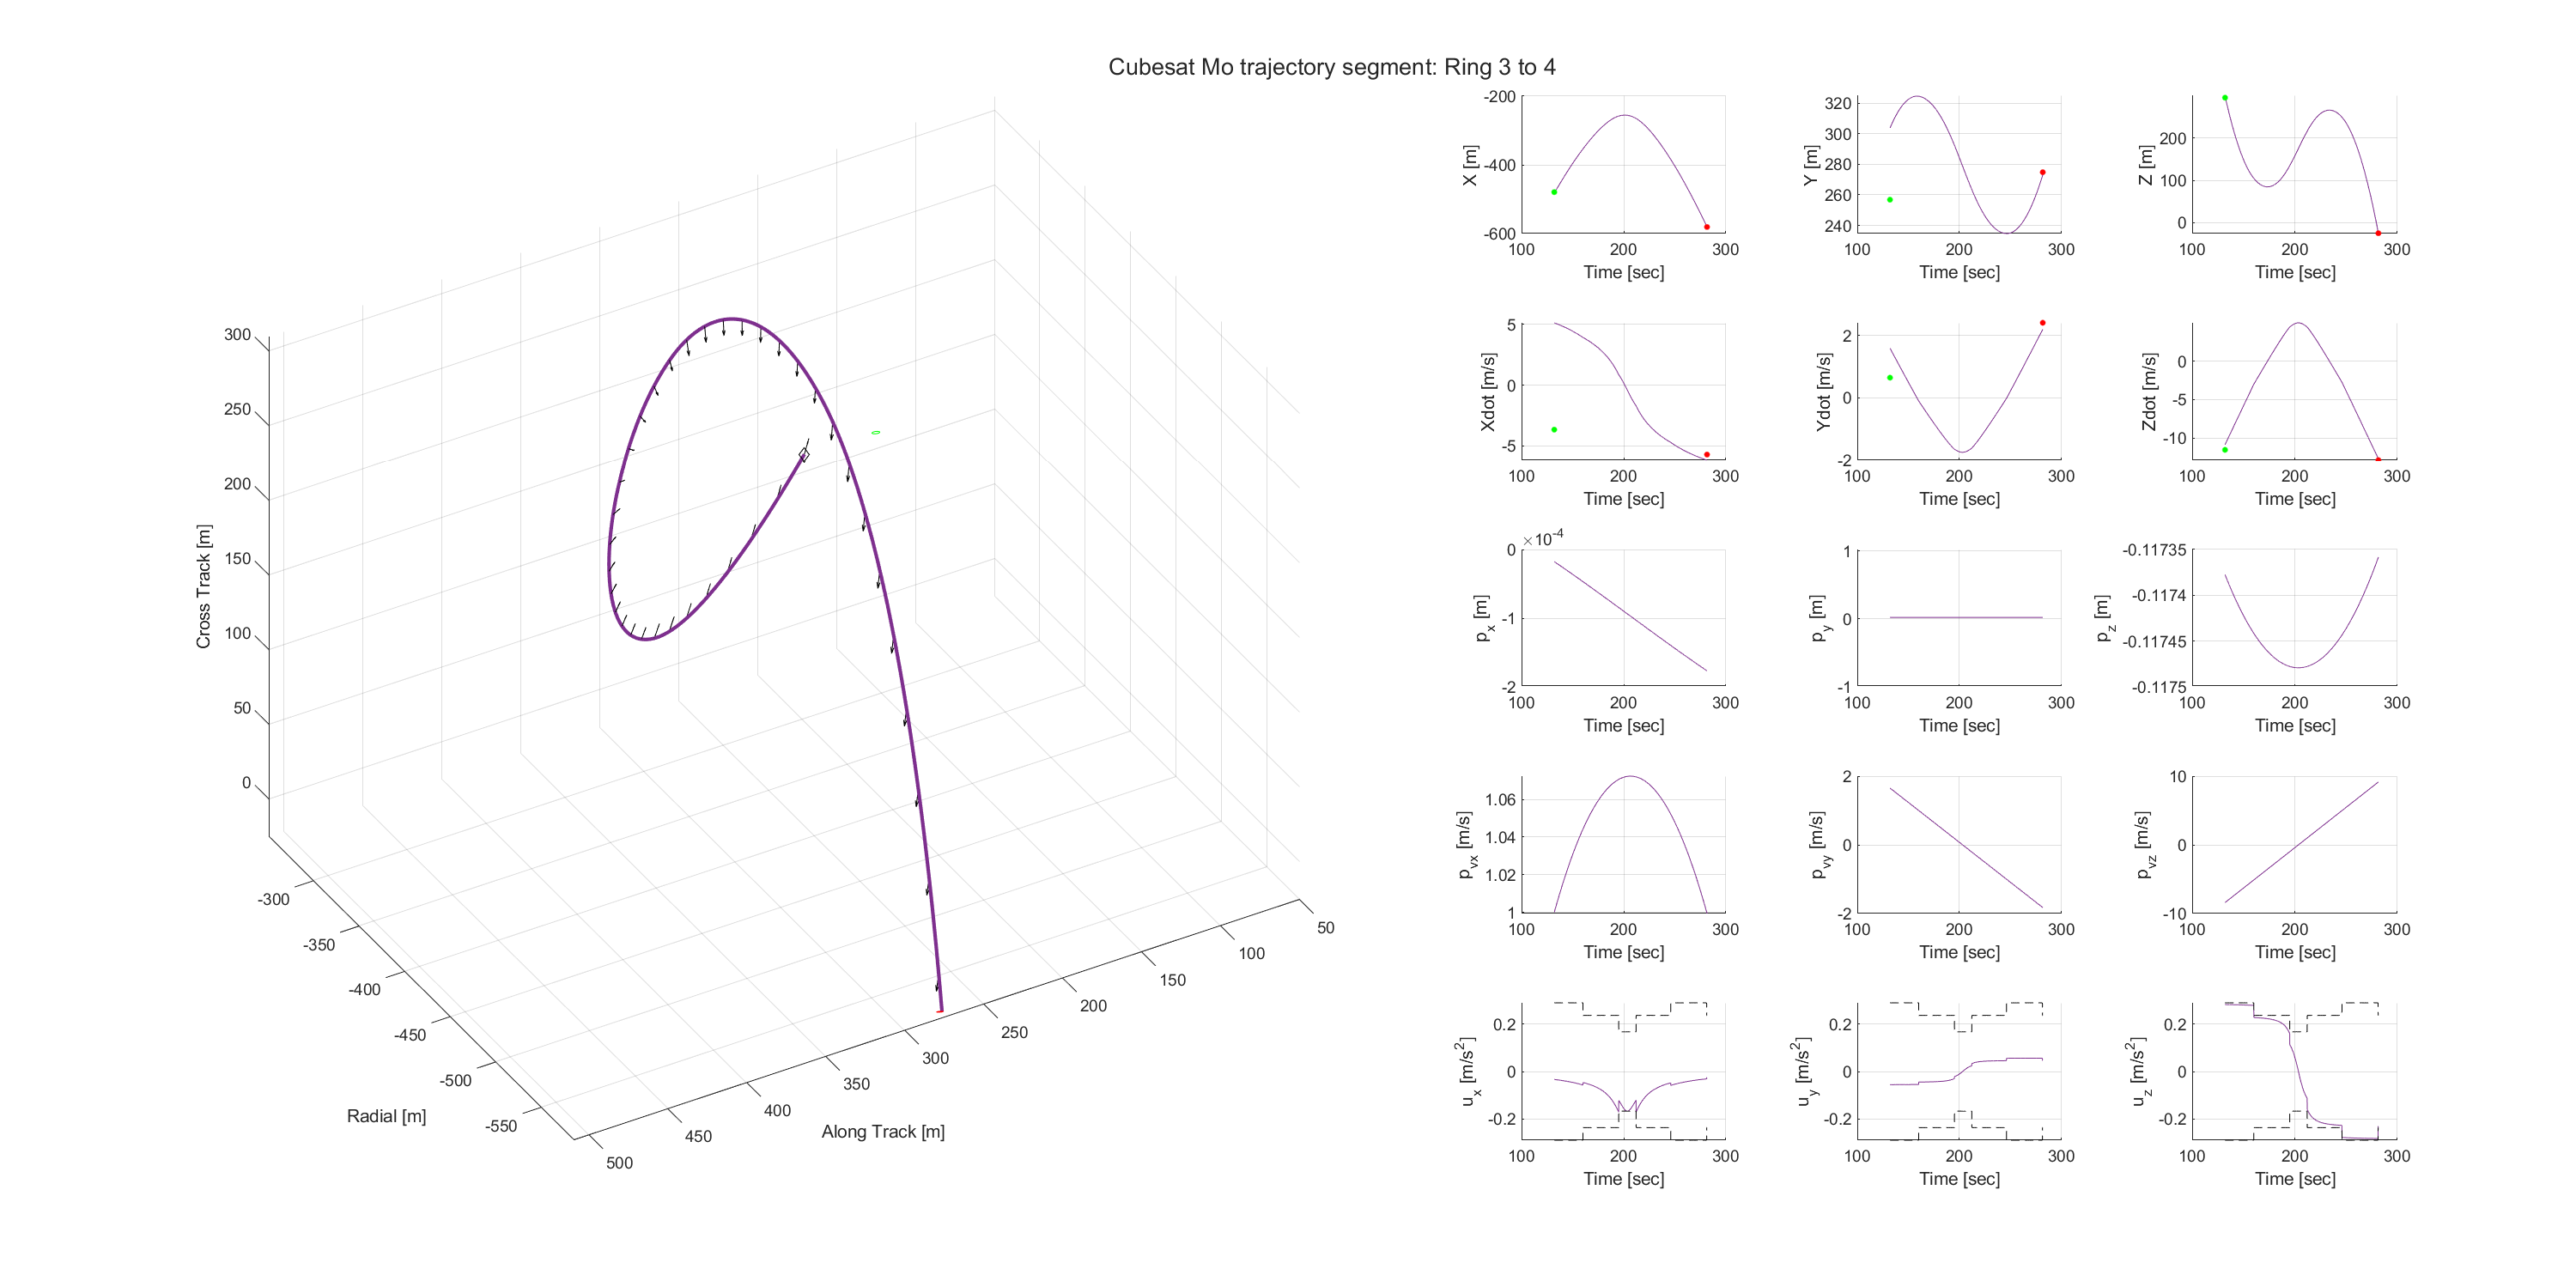 Cubesat Mo trajectory segment: Ring 3 to 4
300
250
200
150
100
50
0
Cross Track [m]
-300
-350
-400
-450
-500
-550
Radial [m]
500
450
400
350
300
250
200
150
100
50
Along Track [m]
-200
-400
-600
X [m]
100 200 300
Time [sec]
320
300
280
260
240
Y [m]
100 200 300
Time [sec]
200
100
0
Z [m]
100 200 300
Time [sec]
5
0
-5
Xdot [m/s]
100 200 300
Time [sec]
2
0
-2
Ydot [m/s]
100 200 300
Time [sec]
0
-5
-10
Zdot [m/s]
100 200 300
Time [sec]
×10⁻⁴
0
-1
-2
p_x [m]
100 200 300
Time [sec]
1
0
-1
p_y [m]
100 200 300
Time [sec]
-0.11735
-0.1174
-0.11745
-0.1175
p_z [m]
100 200 300
Time [sec]
1.06
1.04
1.02
1
p_vx [m/s]
100 200 300
Time [sec]
2
0
-2
p_vy [m/s]
100 200 300
Time [sec]
10
0
-10
p_vz [m/s]
100 200 300
Time [sec]
0.2
0
-0.2
u_x [m/s²]
100 200 300
Time [sec]
0.2
0
-0.2
u_y [m/s²]
100 200 300
Time [sec]
0.2
0
-0.2
u_z [m/s²]
100 200 300
Time [sec]